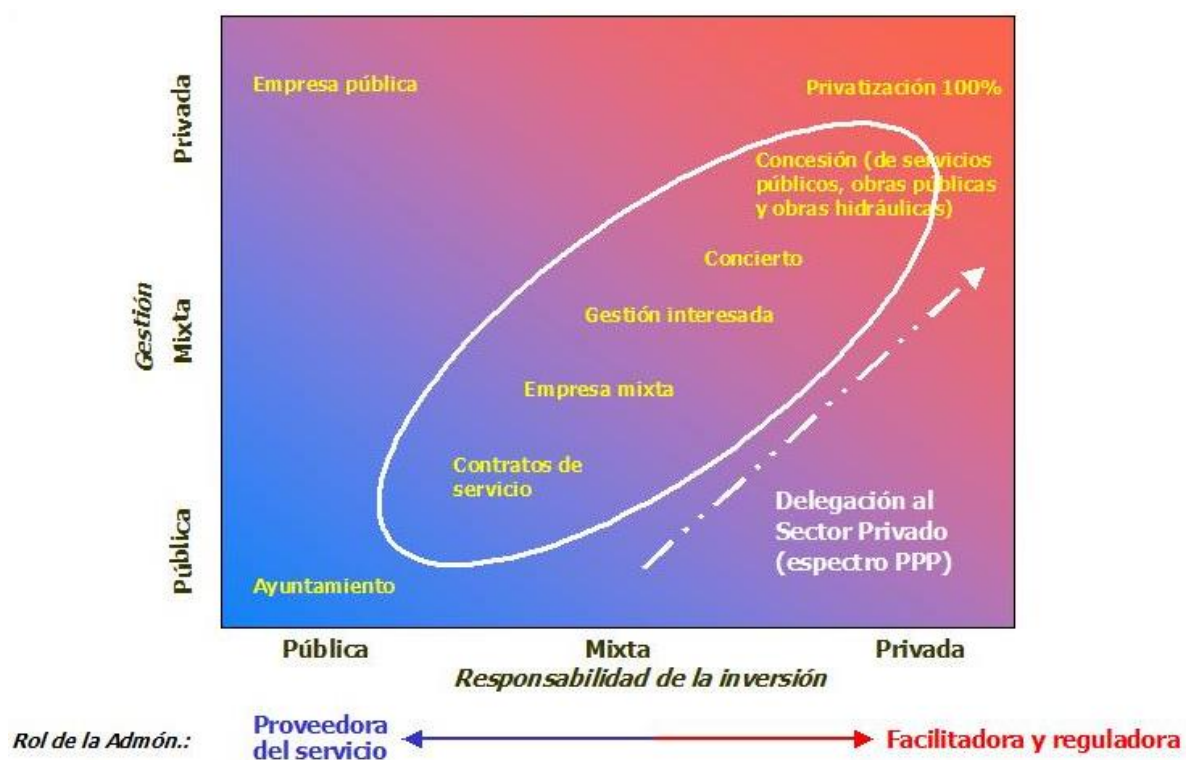 Privada
Mixta
Pública
Gestión
Empresa pública
Privatización 100%
Concesión (de servicios
públicos, obras públicas
y obras hidráulicas)
Concierto
Gestión interesada
Empresa mixta
Contratos de
servicio
Delegación al
Sector Privado
(espectro PPP)
Ayuntamiento
Pública
Mixta
Privada
Responsabilidad de la inversión
Rol de la Admón.:
Proveedora
del servicio
Facilitadora y reguladora